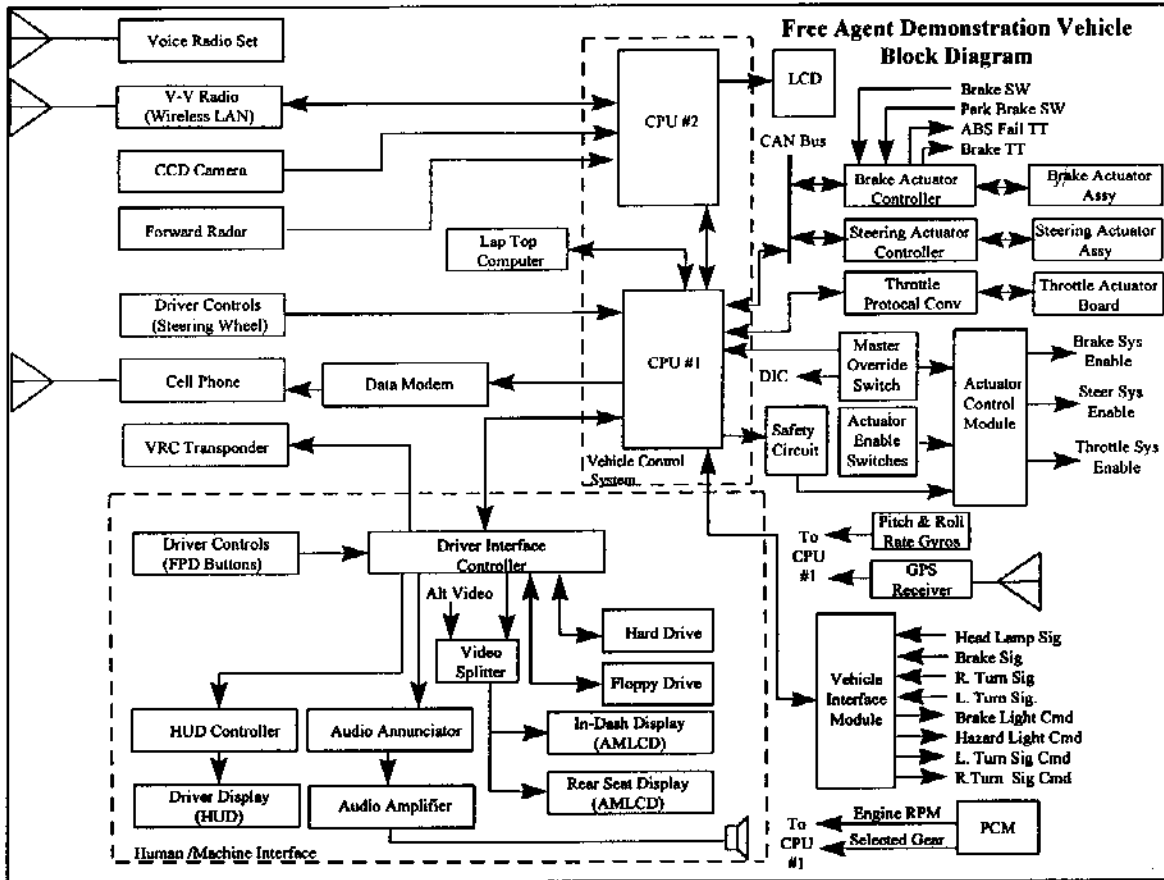 Free Agent Demonstration Vehicle
Block Diagram
Voice Radio Set
V-V Radio
(Wireless LAN)
CCD Camera
Forward Radar
Lap Top
Computer
Driver Controls
(Steering Wheel)
Cell Phone
Data Modem
VRC Transponder
CPU #2
CPU #1
Vehicle Control
System
LCD
CAN Bus
Brake SW
Park Brake SW
ABS Fail TT
Brake TT
Brake Actuator
Controller
Brake Actuator
Assy
Steering Actuator
Controller
Steering Actuator
Assy
Throttle
Protocal Conv
Throttle Actuator
Board
Master
Override
Switch
DIC
Safety
Circuit
Actuator
Enable
Switches
Actuator
Control
Module
Brake Sys
Enable
Steer Sys
Enable
Throttle Sys
Enable
Pitch & Roll
Rate Gyros
To
CPU
#1
GPS
Receiver
Driver Controls
(FPD Buttons)
Driver Interface
Controller
Alt Video
Video
Splitter
Hard Drive
Floppy Drive
HUD Controller
Audio Annunciator
In-Dash Display
(AMLCD)
Driver Display
(HUD)
Audio Amplifier
Rear Seat Display
(AMLCD)
Human /Machine Interface
Vehicle
Interface
Module
Head Lamp Sig
Brake Sig
R. Turn Sig
L. Turn Sig.
Brake Light Cmd
Hazard Light Cmd
L. Turn Sig Cmd
R.Turn Sig Cmd
To
CPU
#1
Engine RPM
Selected Gear
PCM